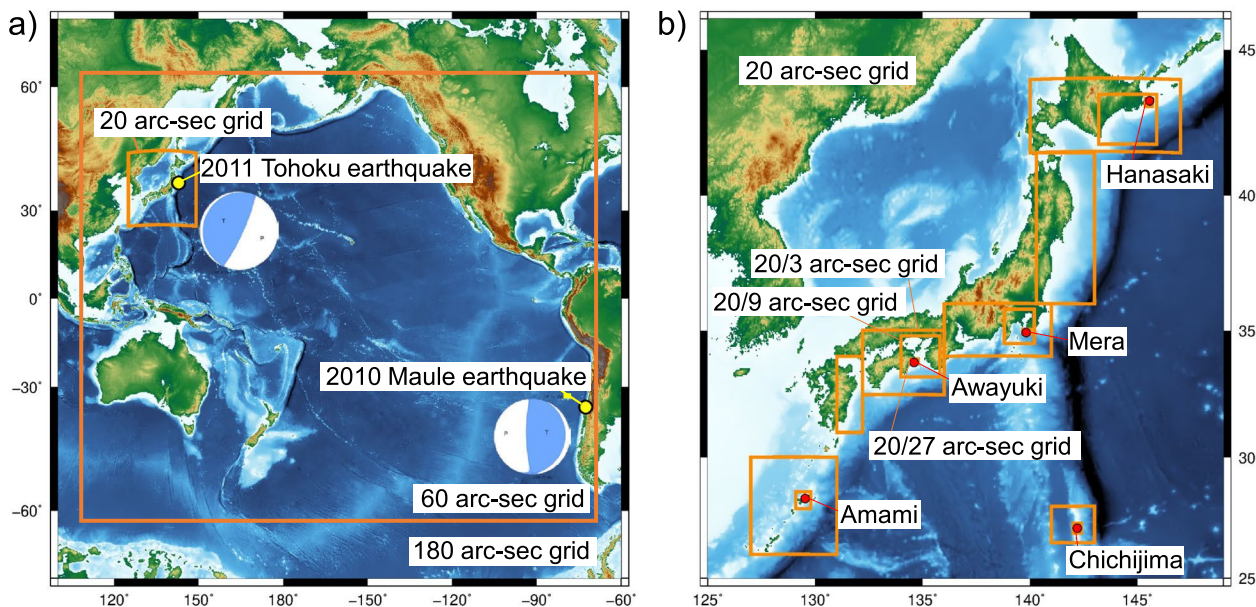 a)
60°
30°
0°
−30°
−60°
120
150
180
−150
−120
−90
−60
20 arc-sec grid
2011 Tohoku earthquake
T
P
2010 Maule earthquake
P
T
60 arc-sec grid
180 arc-sec grid
b)
20 arc-sec grid
Hanasaki
20/3 arc-sec grid
20/9 arc-sec grid
Mera
Awayuki
20/27 arc-sec grid
Amami
Chichijima
45
40
35
30
25
125°
130°
135°
140°
145°